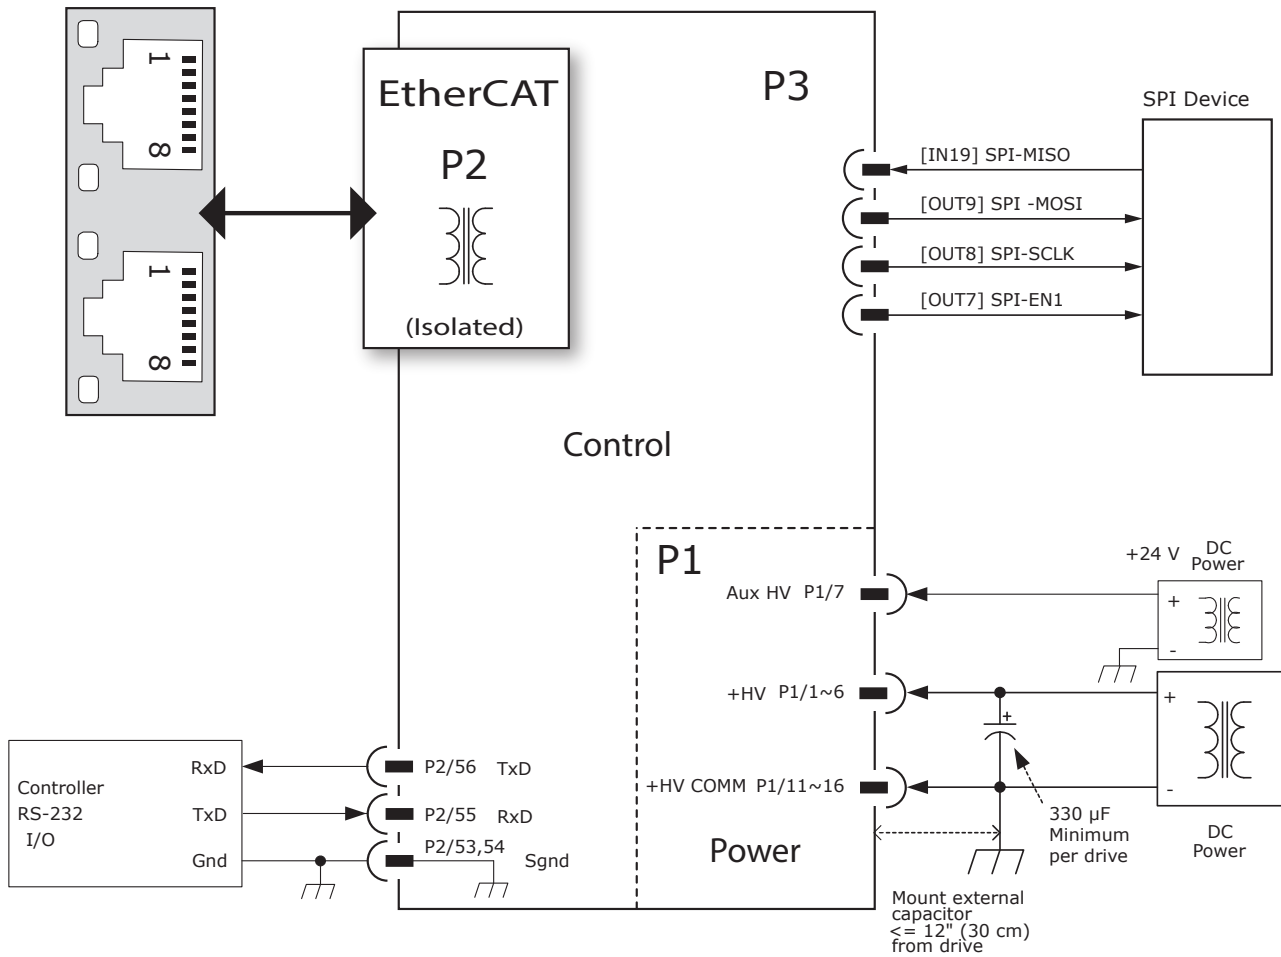 1
8
1
8
EtherCAT
P2
(Isolated)
P3
SPI Device
[IN19] SPI-MISO
[OUT9] SPI -MOSI
[OUT8] SPI-SCLK
[OUT7] SPI-EN1
Control
P1
Aux HV P1/7
+24 V
DC
Power
+
-
+HV P1/1~6
+
+
-
+HV COMM P1/11~16
330 µF
Minimum
per drive
DC
Power
Power
Mount external
capacitor
<= 12" (30 cm)
from drive
Controller
RS-232
I/O
RxD
TxD
Gnd
P2/56 TxD
P2/55 RxD
P2/53,54
Sgnd